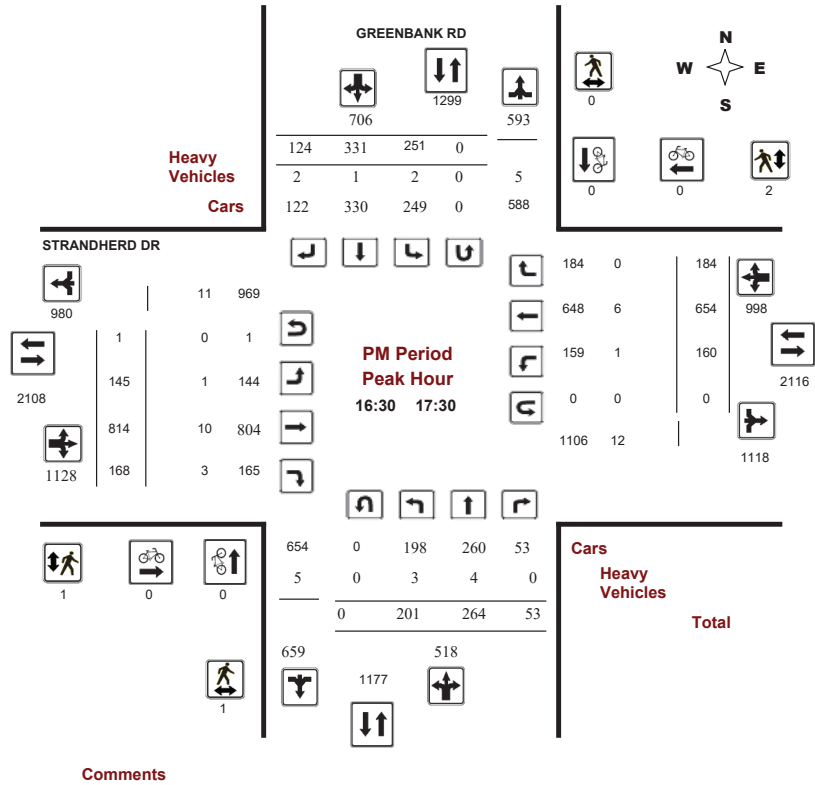 GREENBANK RD
N
W E
S
1299
0
706
593
124 331 251 0
Heavy
Vehicles
2 1 2 0 5
0 0 2
Cars
122 330 249 0 588
STRANDHERD DR
980
11 969
184 0 184
998
648 6 654
1 0 1
2108
PM Period
Peak Hour
16:30 17:30
159 1 160
2116
145 1 144
0 0 0
814 10 804
1128
1106 12
1118
168 3 165
654 0 198 260 53
Cars
5 0 3 4 0
Heavy
Vehicles
1 0 0
0 201 264 53
Total
659
518
1177
1
Comments